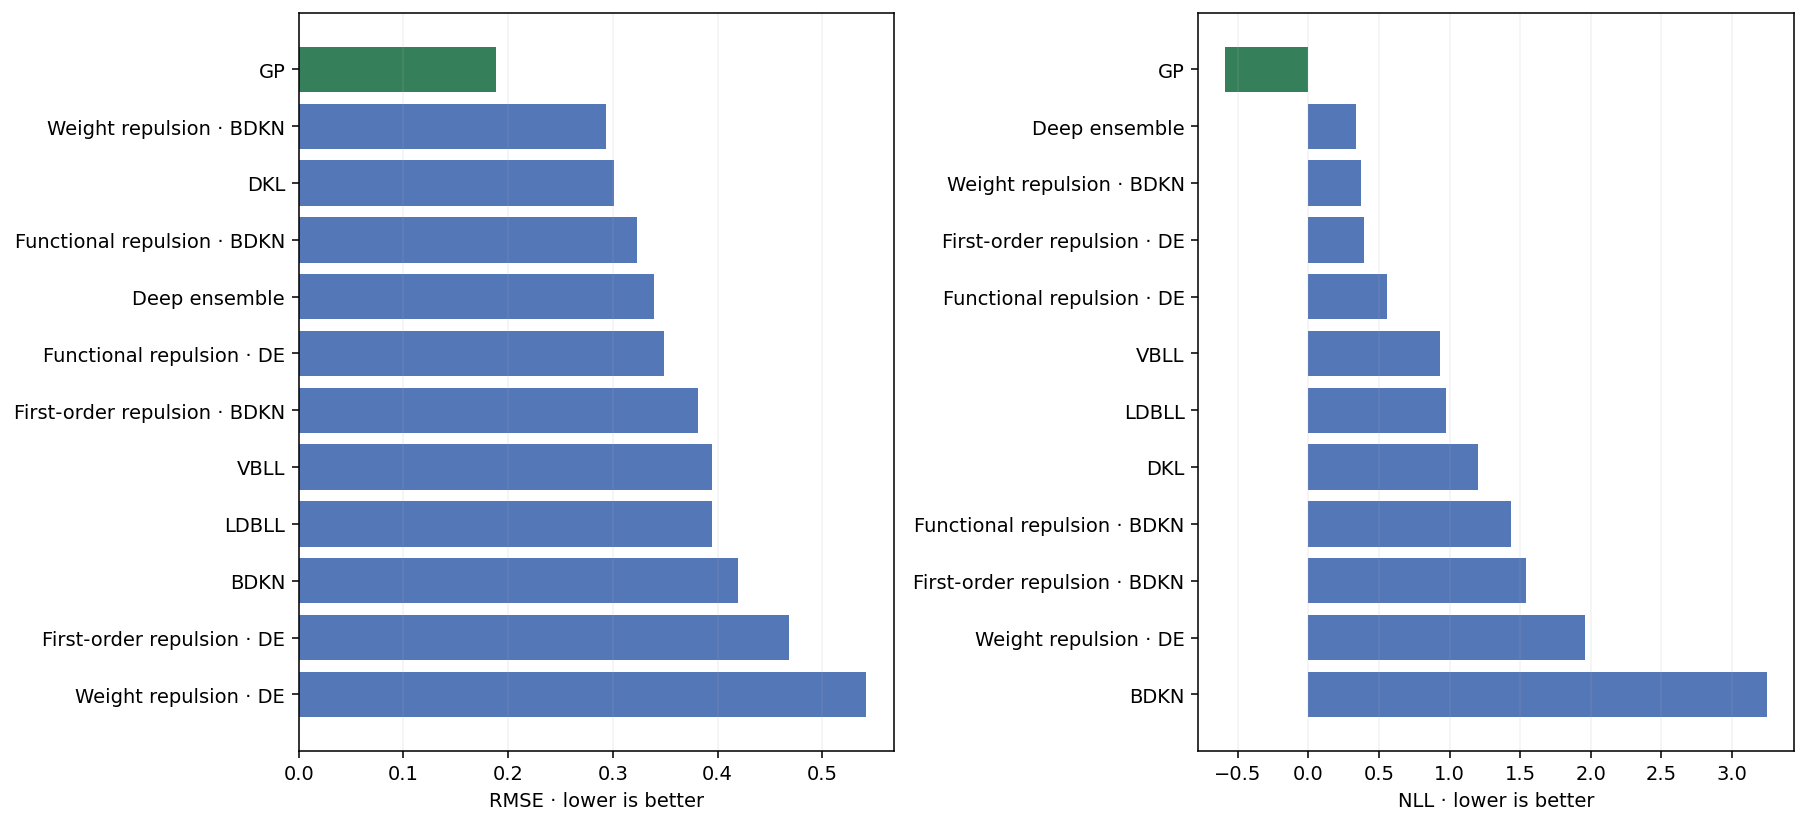 GP
Weight repulsion · BDKN
DKL
Functional repulsion · BDKN
Deep ensemble
Functional repulsion · DE
First-order repulsion · BDKN
VBLL
LDBLL
BDKN
First-order repulsion · DE
Weight repulsion · DE
0.0 0.1 0.2 0.3 0.4 0.5
RMSE · lower is better
GP
Deep ensemble
Weight repulsion · BDKN
First-order repulsion · DE
Functional repulsion · DE
VBLL
LDBLL
DKL
Functional repulsion · BDKN
First-order repulsion · BDKN
Weight repulsion · DE
BDKN
−0.5 0.0 0.5 1.0 1.5 2.0 2.5 3.0
NLL · lower is better